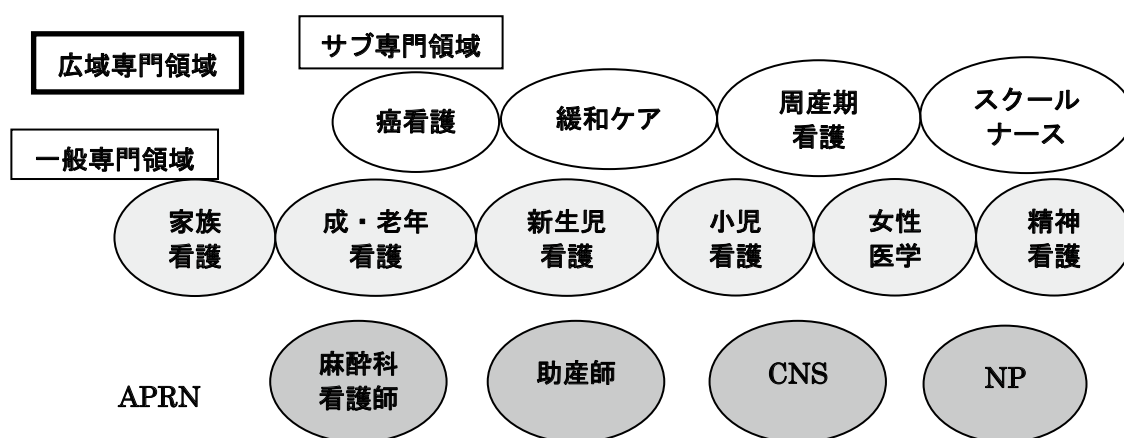 広域専門領域
サブ専門領域
癌看護
緩和ケア
周産期
看護
スクール
ナース
一般専門領域
家族
看護
成・老年
看護
新生児
看護
小児
看護
女性
医学
精神
看護
APRN
麻酔科
看護師
助産師
CNS
NP